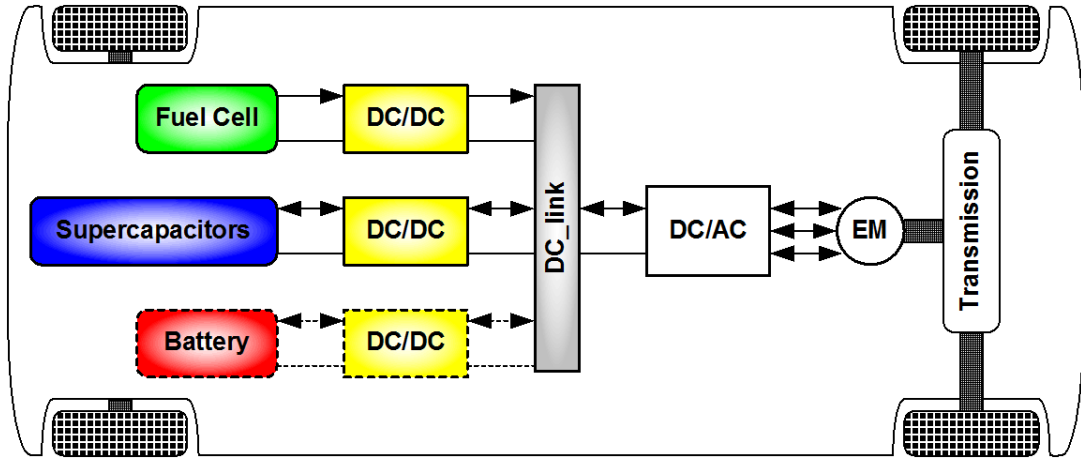 Fuel Cell
DC/DC
Supercapacitors
DC/DC
Battery
DC/DC
DC_link
DC/AC
EM
Transmission